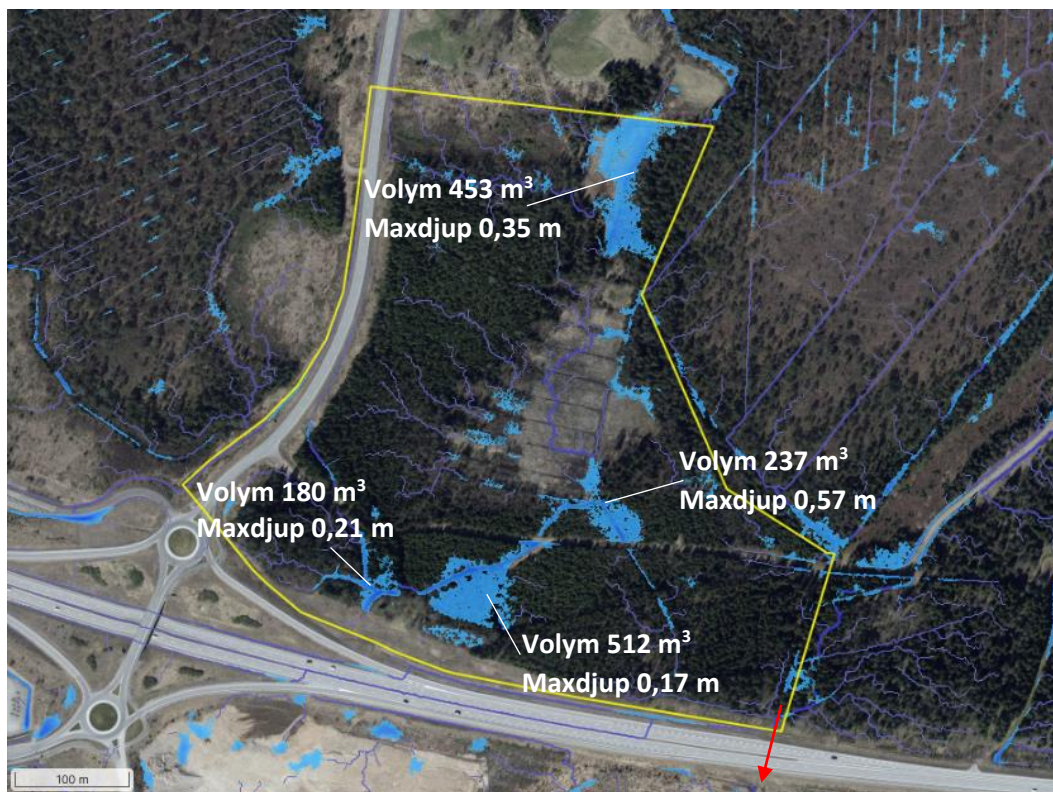 Volym 453 m³
Maxdjup 0,35 m
Volym 237 m³
Maxdjup 0,57 m
Volym 180 m³
Maxdjup 0,21 m
Volym 512 m³
Maxdjup 0,17 m
100 m